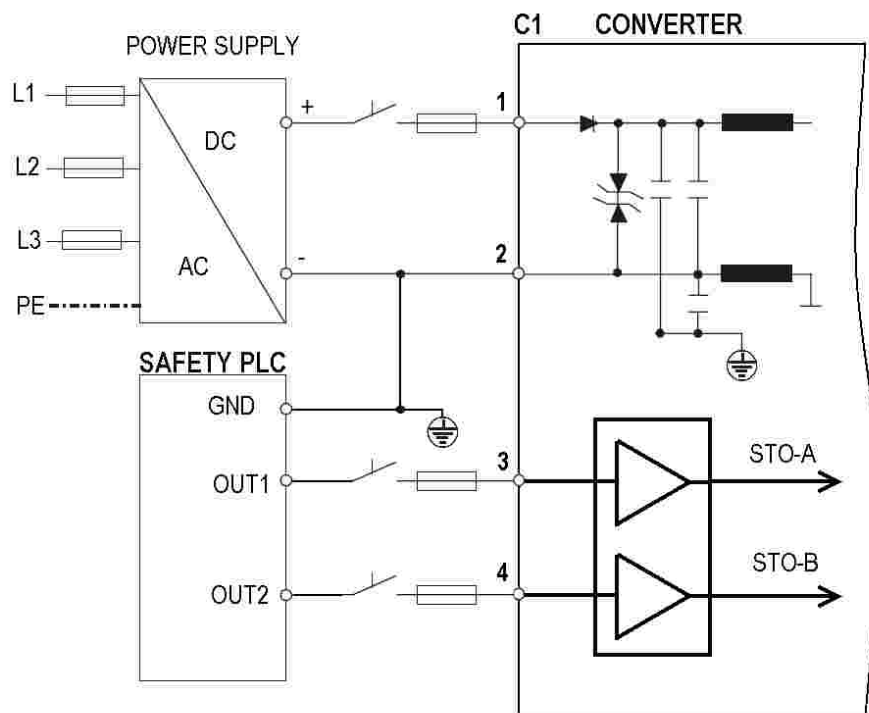 C1 CONVERTER
POWER SUPPLY
L1
L2
L3
PE
DC
AC
+
-
1
2
SAFETY PLC
GND
OUT1
OUT2
3
4
STO-A
STO-B